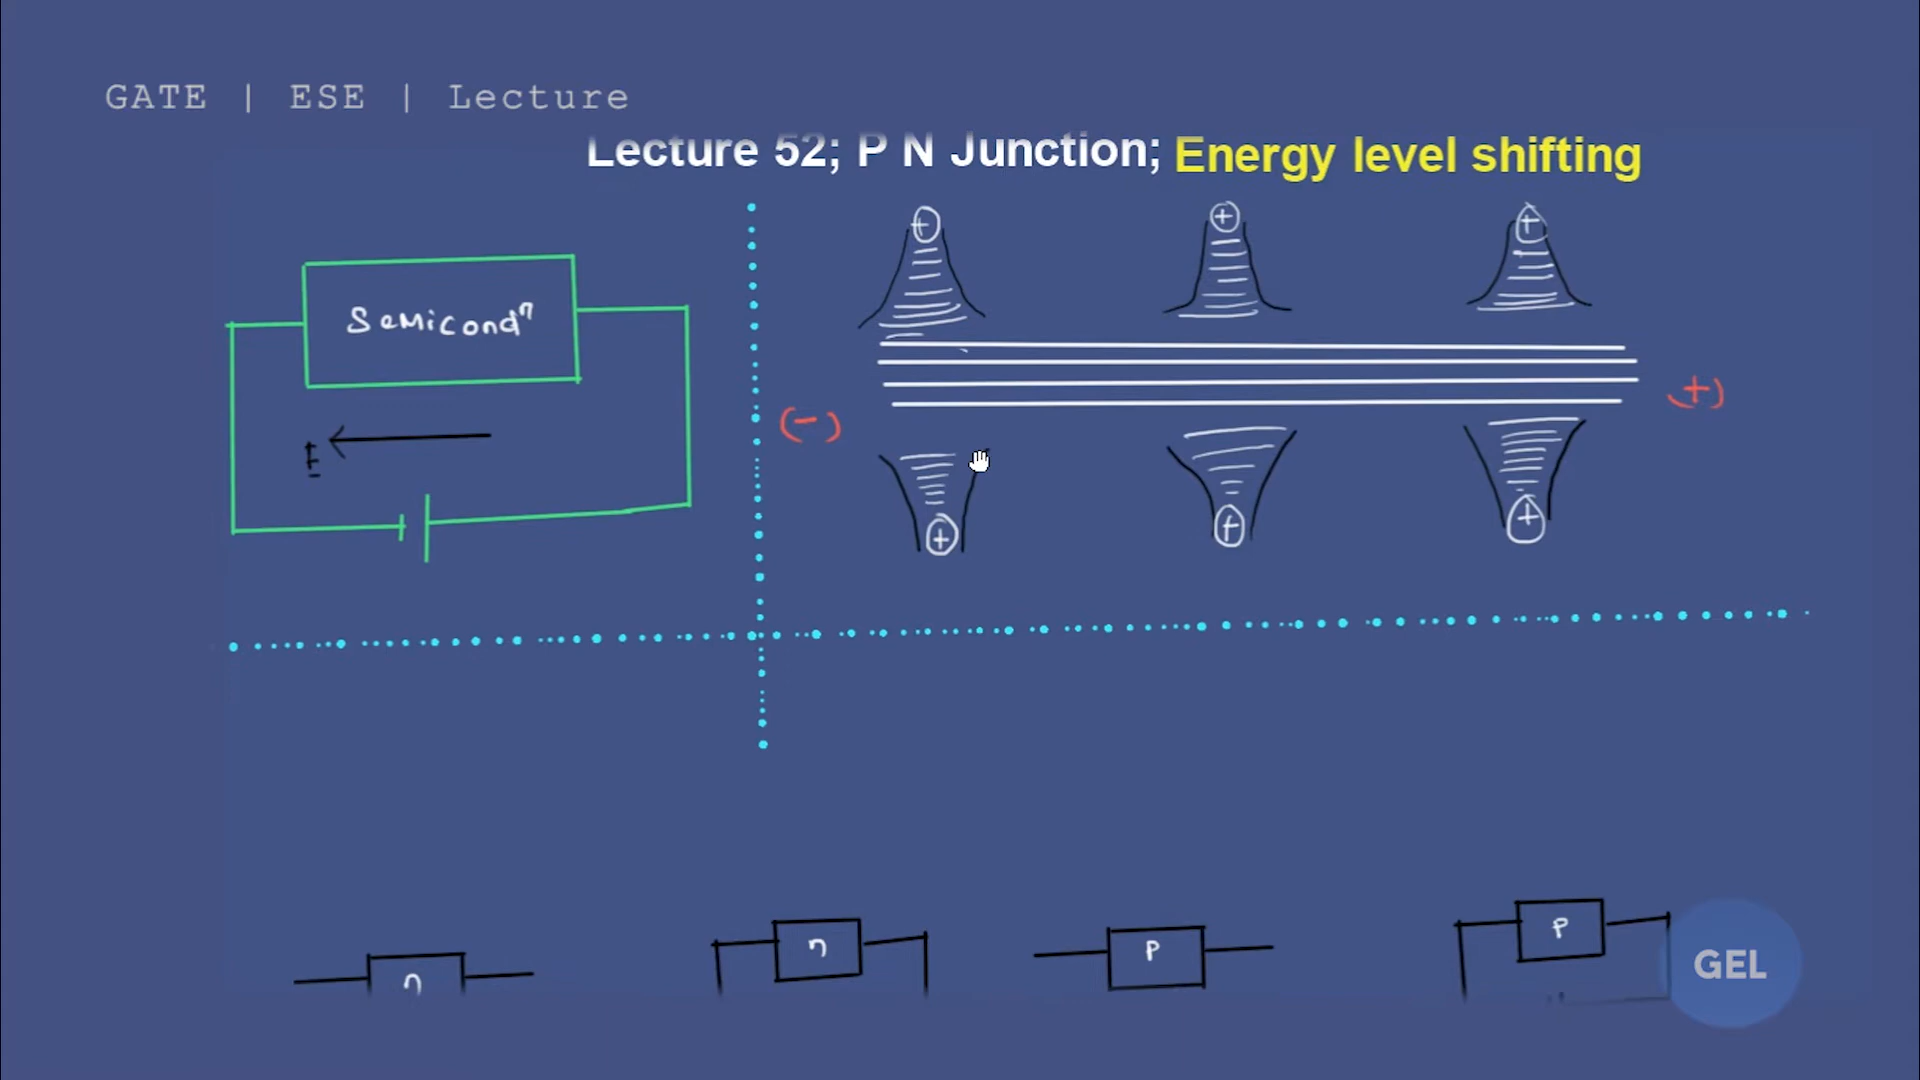 GATE | ESE | Lecture
Lecture 52; P N Junction; Energy level shifting
+ + +
Semicondⁿ
(-) (+)
E
+ + +
n n P P
GEL